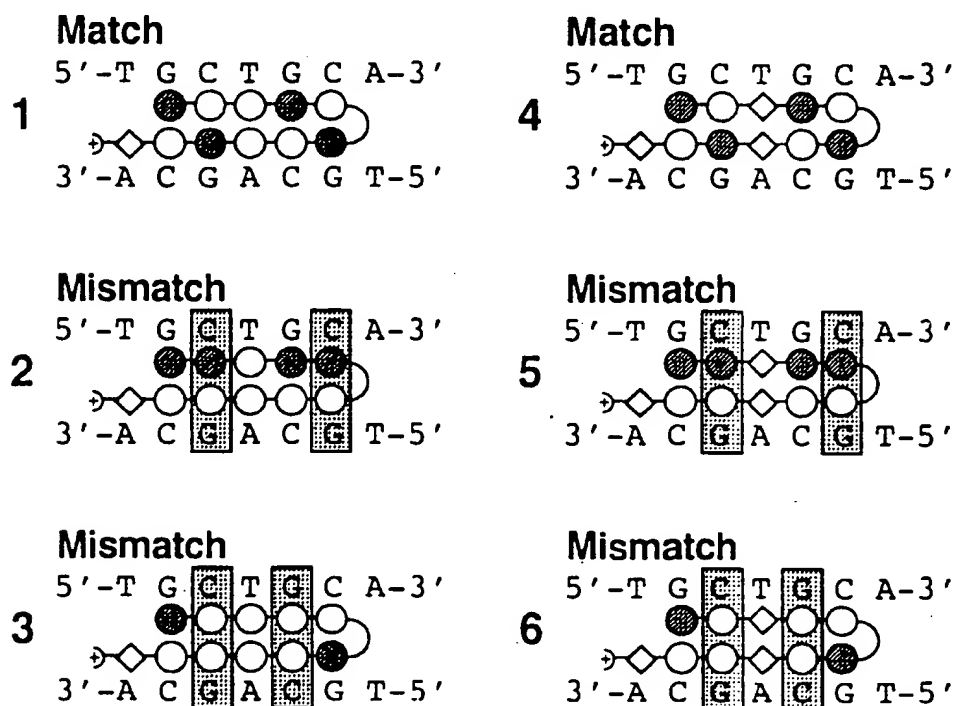 Match
5'-T G C T G C A-3'
1
3'-A C G A C G T-5'
Mismatch
5'-T G C T G C A-3'
2
3'-A C G A C G T-5'
Mismatch
5'-T G C T G C A-3'
3
3'-A C G A C G T-5'
Match
5'-T G C T G C A-3'
4
3'-A C G A C G T-5'
Mismatch
5'-T G C T G C A-3'
5
3'-A C G A C G T-5'
Mismatch
5'-T G C T G C A-3'
6
3'-A C G A C G T-5'